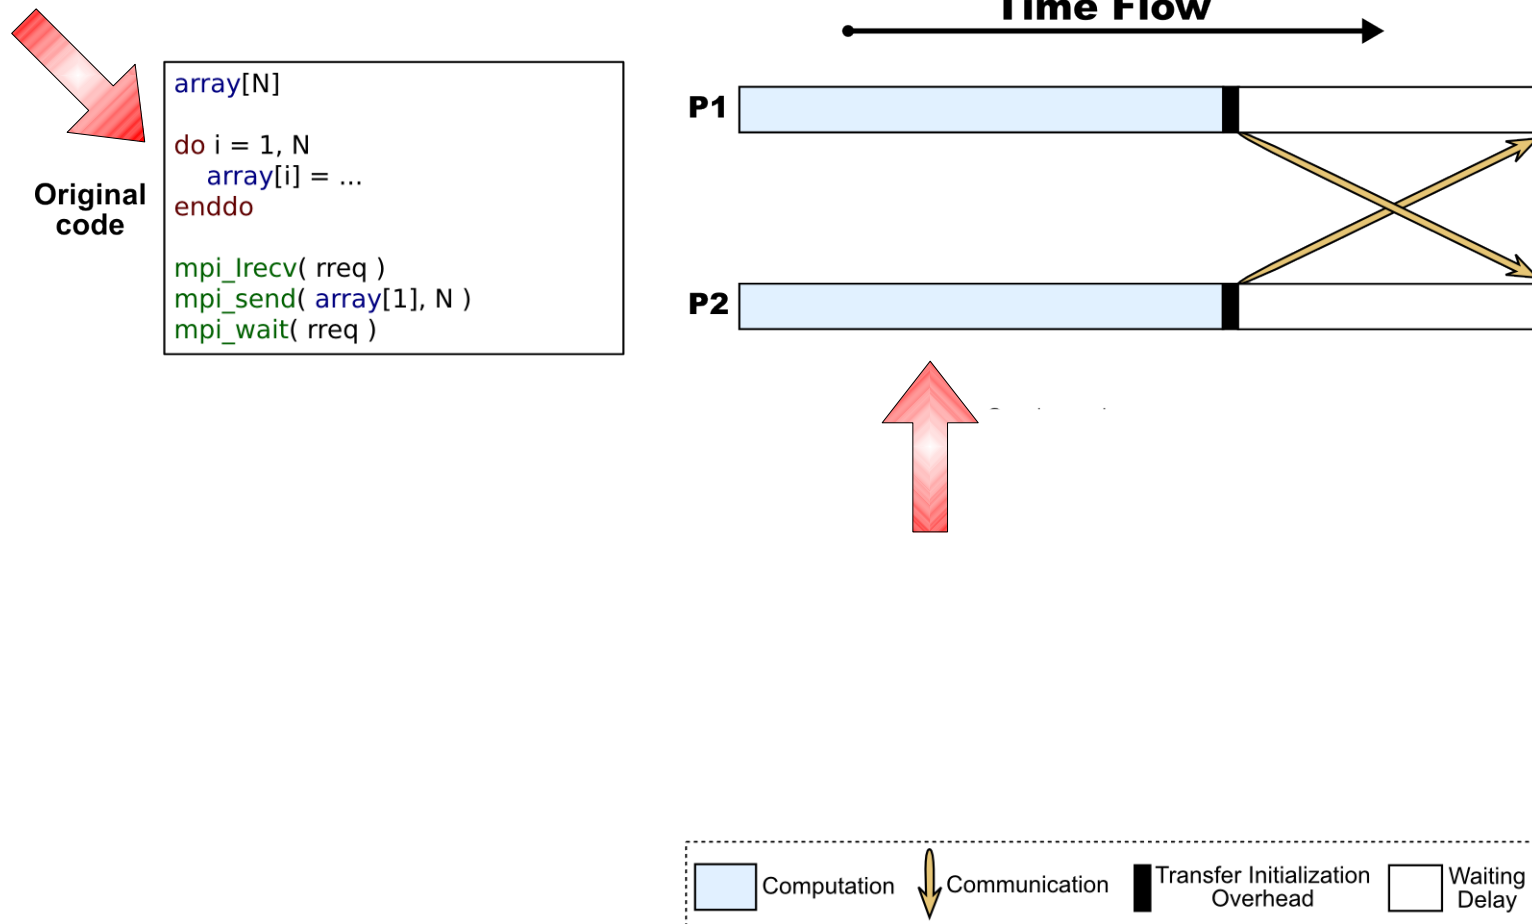 Time Flow
array[N]
do i = 1, N
array[i] = ...
enddo
mpi_Irecv( rreq )
mpi_send( array[1], N )
mpi_wait( rreq )
Original
code
P1
P2
Computation
Communication
Transfer Initialization
Overhead
Waiting
Delay